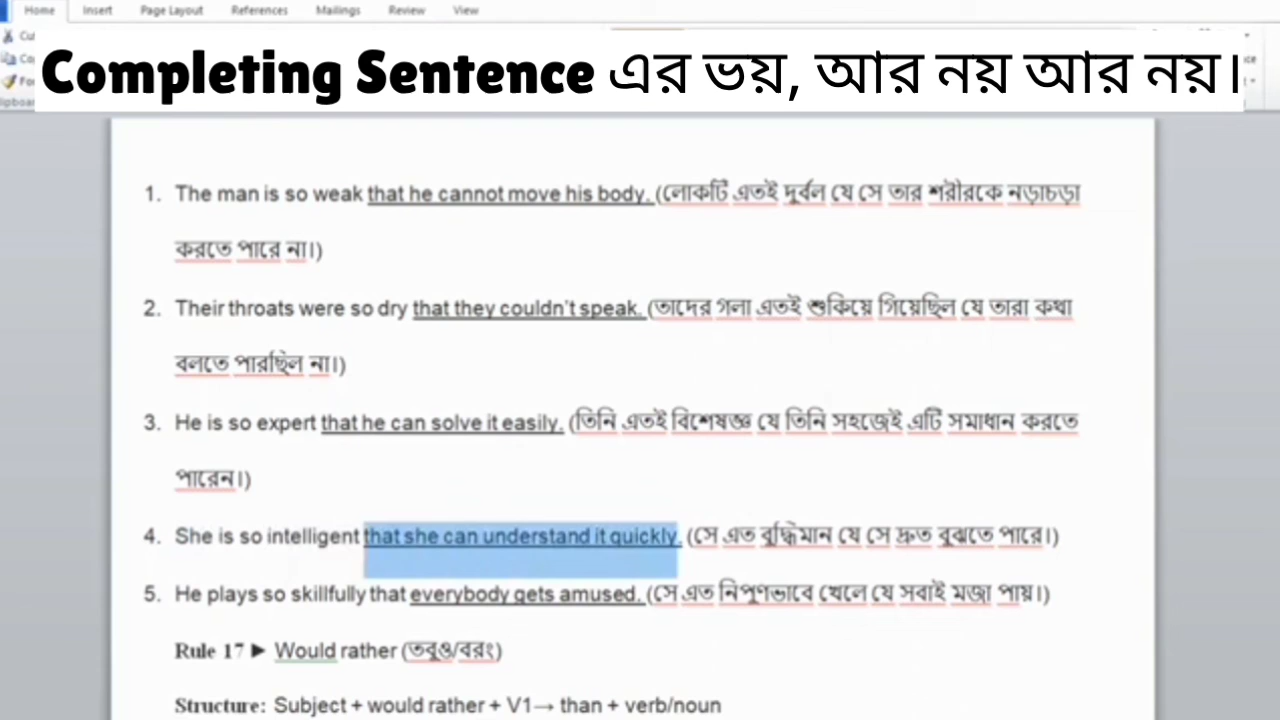 Home Insert Page Layout References Mailings Review View
Completing Sentence এর ভয়, আর নয় আর নয়।
1. The man is so weak that he cannot move his body. (লোকটি এতই দুর্বল যে সে তার শরীরকে নড়াচড়া
করতে পারে না।)
2. Their throats were so dry that they couldn't speak. (তাদের গলা এতই শুকিয়ে গিয়েছিল যে তারা কথা
বলতে পারছিল না।)
3. He is so expert that he can solve it easily. (তিনি এতই বিশেষজ্ঞ যে তিনি সহজেই এটি সমাধান করতে
পারেন।)
4. She is so intelligent that she can understand it quickly. (সে এত বুদ্ধিমান যে সে দ্রুত বুঝতে পারে।)
5. He plays so skillfully that everybody gets amused. (সে এত নিপুণভাবে খেলে যে সবাই মজা পায়।)
Rule 17► Would rather (তবুও/বরং)
Structure: Subject + would rather + V1→ than + verb/noun